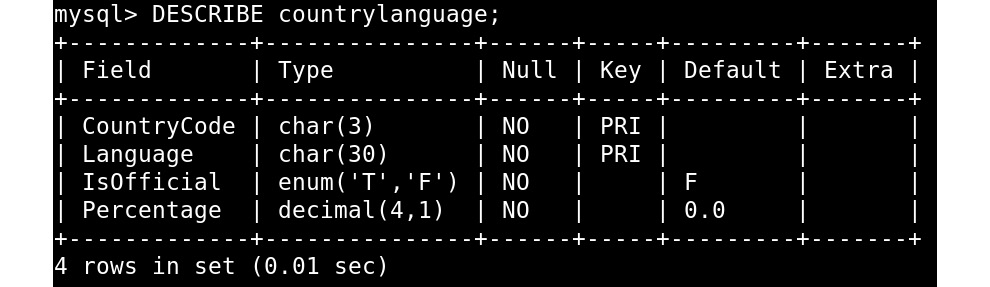 mysql> DESCRIBE countrylanguage;
+-------------+---------------+------+-----+---------+-------+
| Field       | Type          | Null | Key | Default | Extra |
+-------------+---------------+------+-----+---------+-------+
| CountryCode | char(3)       | NO   | PRI |         |       |
| Language    | char(30)      | NO   | PRI |         |       |
| IsOfficial  | enum('T','F') | NO   |     | F       |       |
| Percentage  | decimal(4,1)  | NO   |     | 0.0     |       |
+-------------+---------------+------+-----+---------+-------+
4 rows in set (0.01 sec)